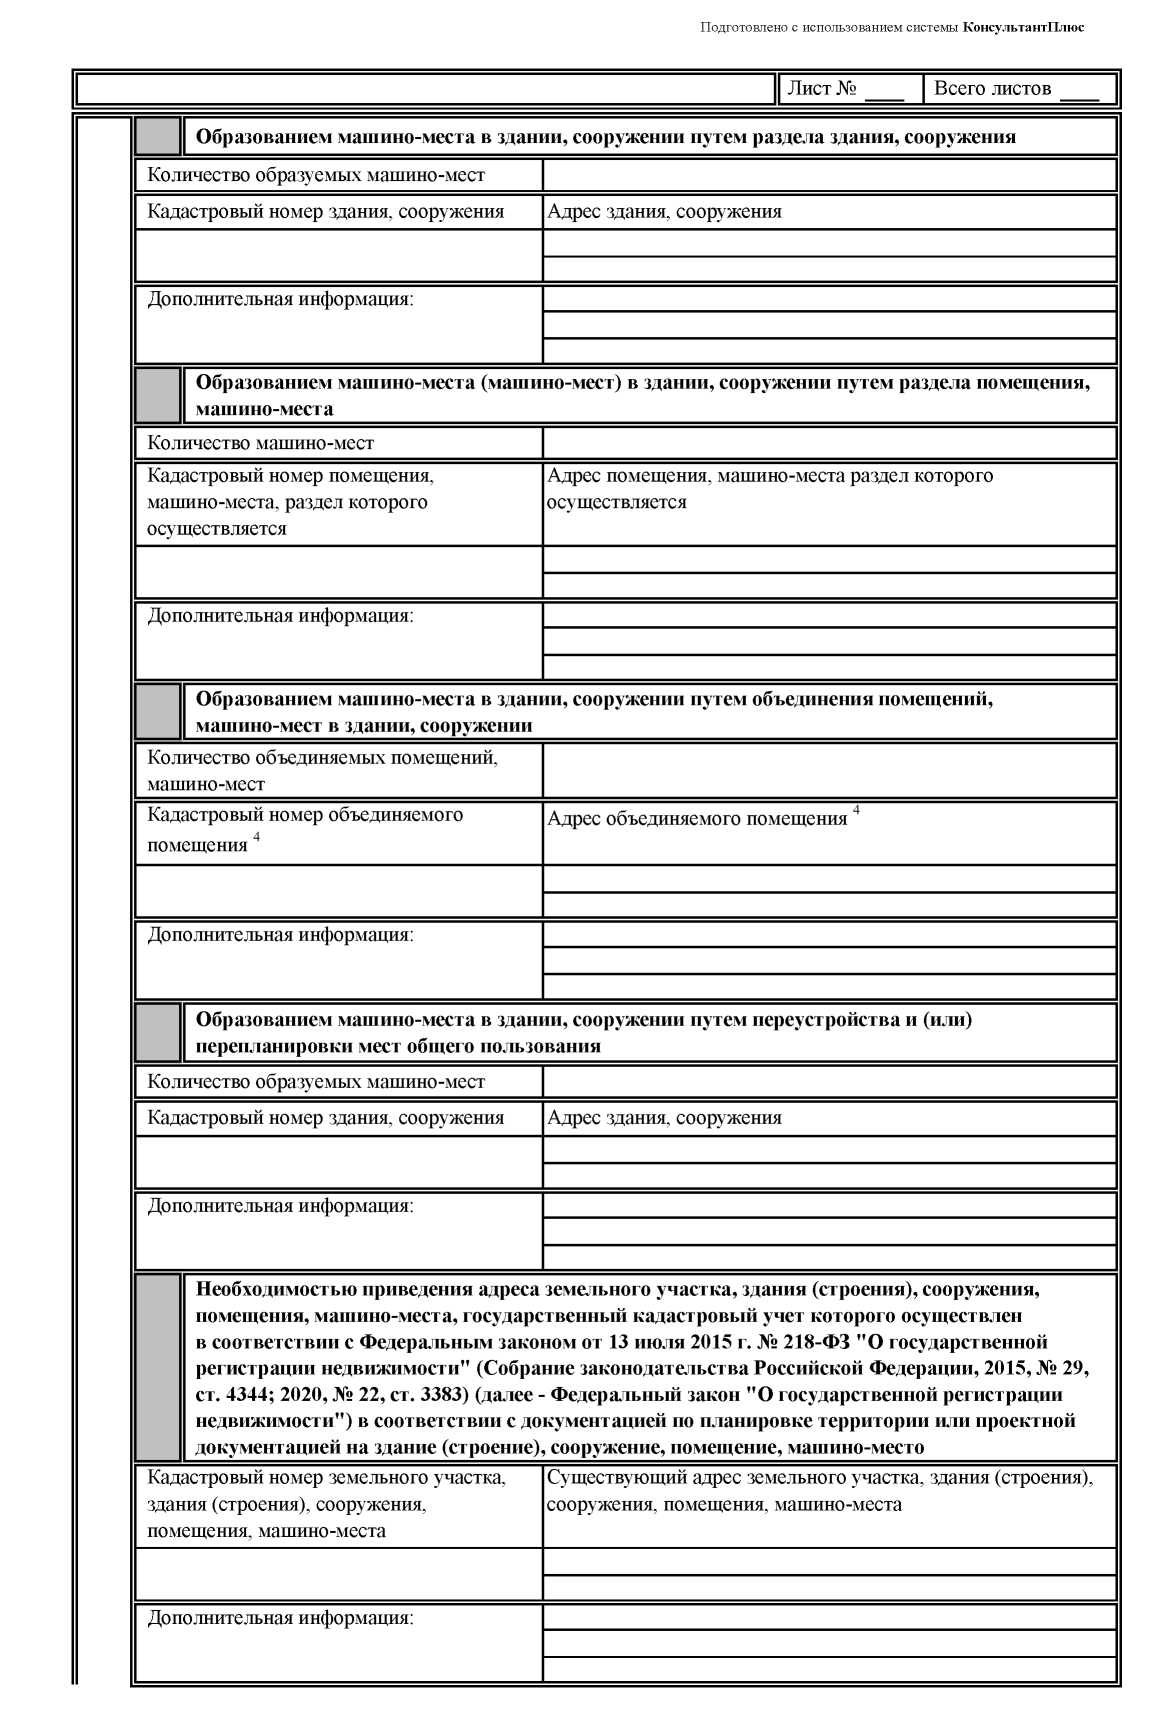 Подготовлено с использованием системы КонсультантПлюс
Лист № ____ Всего листов ____
Образованием машино-места в здании, сооружении путем раздела здания, сооружения
Количество образуемых машино-мест
Кадастровый номер здания, сооружения Адрес здания, сооружения
Дополнительная информация:
Образованием машино-места (машино-мест) в здании, сооружении путем раздела помещения,
машино-места
Количество машино-мест
Кадастровый номер помещения, Адрес помещения, машино-места раздел которого
машино-места, раздел которого осуществляется
осуществляется
Дополнительная информация:
Образованием машино-места в здании, сооружении путем объединения помещений,
машино-мест в здании, сооружении
Количество объединяемых помещений,
машино-мест
Кадастровый номер объединяемого Адрес объединяемого помещения 4
помещения 4
Дополнительная информация:
Образованием машино-места в здании, сооружении путем переустройства и (или)
перепланировки мест общего пользования
Количество образуемых машино-мест
Кадастровый номер здания, сооружения Адрес здания, сооружения
Дополнительная информация:
Необходимостью приведения адреса земельного участка, здания (строения), сооружения,
помещения, машино-места, государственный кадастровый учет которого осуществлен
в соответствии с Федеральным законом от 13 июля 2015 г. № 218-ФЗ "О государственной
регистрации недвижимости" (Собрание законодательства Российской Федерации, 2015, № 29,
ст. 4344; 2020, № 22, ст. 3383) (далее - Федеральный закон "О государственной регистрации
недвижимости") в соответствии с документацией по планировке территории или проектной
документацией на здание (строение), сооружение, помещение, машино-место
Кадастровый номер земельного участка, Существующий адрес земельного участка, здания (строения),
здания (строения), сооружения, сооружения, помещения, машино-места
помещения, машино-места
Дополнительная информация: